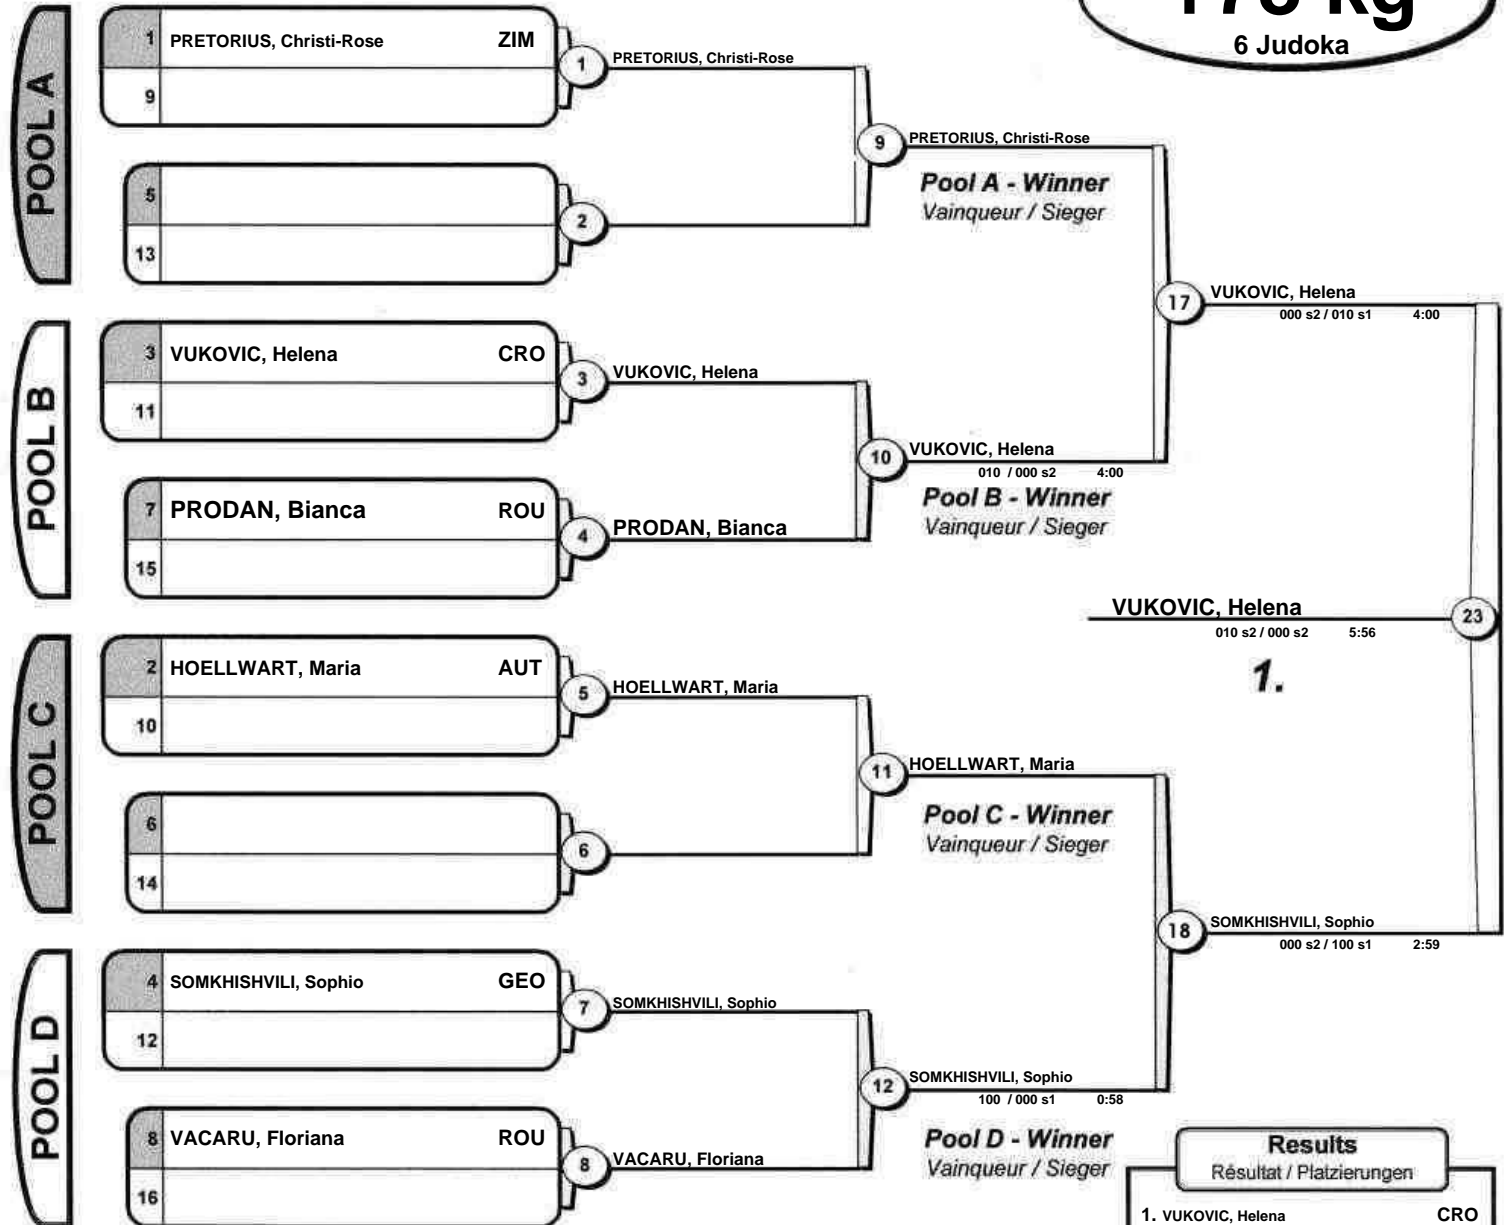 6 Judoka
POOL A
1 PRETORIUS, Christi-Rose ZIM
9
1 PRETORIUS, Christi-Rose
5
13
2
9 PRETORIUS, Christi-Rose
Pool A - Winner
Vainqueur / Sieger
17 VUKOVIC, Helena
000 s2 / 010 s1 4:00
POOL B
3 VUKOVIC, Helena CRO
11
3 VUKOVIC, Helena
7 PRODAN, Bianca ROU
15
4 PRODAN, Bianca
10 VUKOVIC, Helena
010 / 000 s2 4:00
Pool B - Winner
Vainqueur / Sieger
VUKOVIC, Helena 23
010 s2 / 000 s2 5:56
1.
POOL C
2 HOELLWART, Maria AUT
10
5 HOELLWART, Maria
6
14
6
11 HOELLWART, Maria
Pool C - Winner
Vainqueur / Sieger
18 SOMKHISHVILI, Sophio
000 s2 / 100 s1 2:59
POOL D
4 SOMKHISHVILI, Sophio GEO
12
7 SOMKHISHVILI, Sophio
8 VACARU, Floriana ROU
16
8 VACARU, Floriana
12 SOMKHISHVILI, Sophio
100 / 000 s1 0:58
Pool D - Winner
Vainqueur / Sieger
Results
Résultat / Platzierungen
1. VUKOVIC, Helena CRO